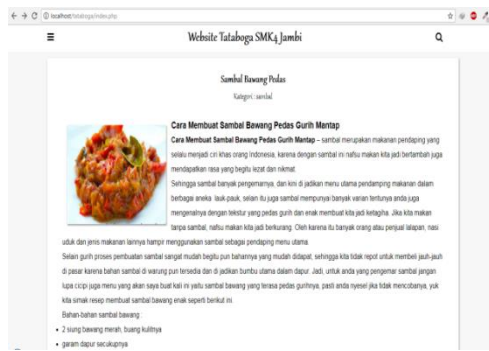 localhost/tataboga/index.php
Website Tataboga SMK4 Jambi
Sambal Bawang Pedas
Kategori : sambal
Cara Membuat Sambal Bawang Pedas Gurih Mantap
Cara Membuat Sambal Bawang Pedas Gurih Mantap – sambal merupakan makanan pendaping yang
selalu menjadi ciri khas orang Indonesia, karena dengan sambal ini nafsu makan kita jadi bertambah juga
mendapatkan rasa yang begitu lezat dan nikmat.
Sehingga sambal banyak pengemarnya, dan kini di jadikan menu utama pendamping makanan dalam
berbagai aneka lauk-pauk, selain itu juga sambal mempunyai banyak varian tentunya anda juga
mengenalnya dengan tekstur yang pedas gurih dan enak membuat kita jadi ketagiha. Jika kita makan
tanpa sambal, nafsu makan kita jadi berkurang. Oleh karena itu banyak orang atau penjual lalapan, nasi
uduk dan jenis makanan lainnya hampir menggunakan sambal sebagai pendaping menu utama.
Selain gurih proses pembuatan sambal sangat mudah begitu pun bahannya yang mudah didapat, sehingga kita tidak repot untuk membeli jauh-jauh
di pasar karena bahan sambal di warung pun tersedia dan di jadikan bumbu utama dalam dapur. Jadi, untuk anda yang pengemar sambal jangan
lupa cicipi juga menu yang akan saya buat kali ini yaitu sambal bawang yang terasa pedas gurihnya, pasti anda nyesel jika tidak mencobanya, yuk
kita simak resep membuat sambal bawang enak seperti berikut ini.
Bahan-bahan sambal bawang :
• 2 siung bawang merah, buang kulitnya
• garam dapur secukupnya